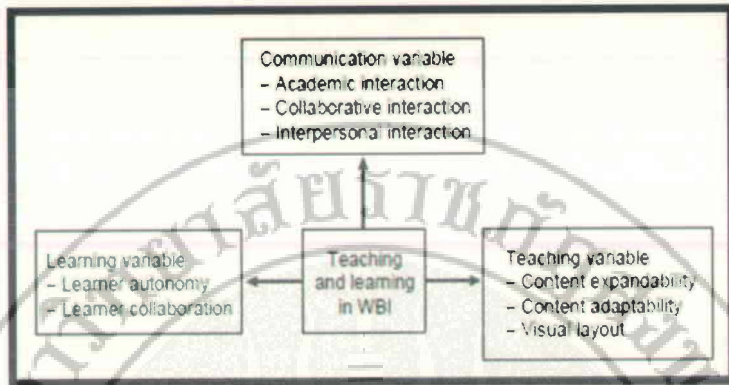 Communication variable
– Academic interaction
– Collaborative interaction
– Interpersonal interaction
Learning variable
– Learner autonomy
– Learner collaboration
Teaching
and learning
in WBI
Teaching variable
– Content expandability
– Content adaptability
– Visual layout